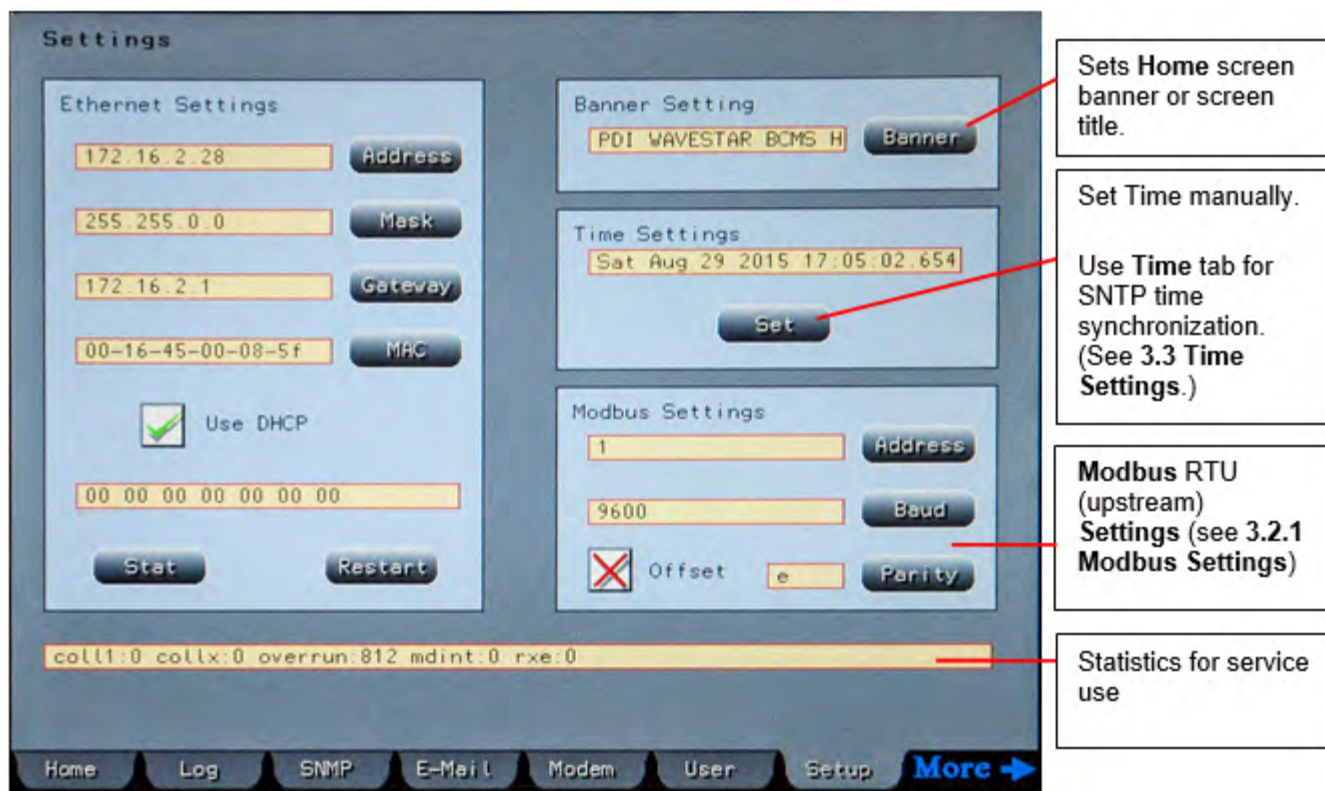 Settings
Ethernet Settings
172.16.2.28
Address
255.255.0.0
Mask
172.16.2.1
Gateway
00-16-45-00-08-5f
MAC
Use DHCP
00 00 00 00 00 00 00
Stat
Restart
Banner Setting
PDI WAVESTAR BCMS H
Banner
Time Settings
Sat Aug 29 2015 17:05:02.654
Set
Modbus Settings
1
Address
9600
Baud
Offset
e
Parity
coll1:0 collx:0 overrun:812 mdint:0 rxe:0
Home
Log
SNMP
E-Mail
Modem
User
Setup
More
Sets Home screen
banner or screen
title.
Set Time manually.
Use Time tab for
SNTP time
synchronization.
(See 3.3 Time
Settings.)
Modbus RTU
(upstream)
Settings (see 3.2.1
Modbus Settings)
Statistics for service
use